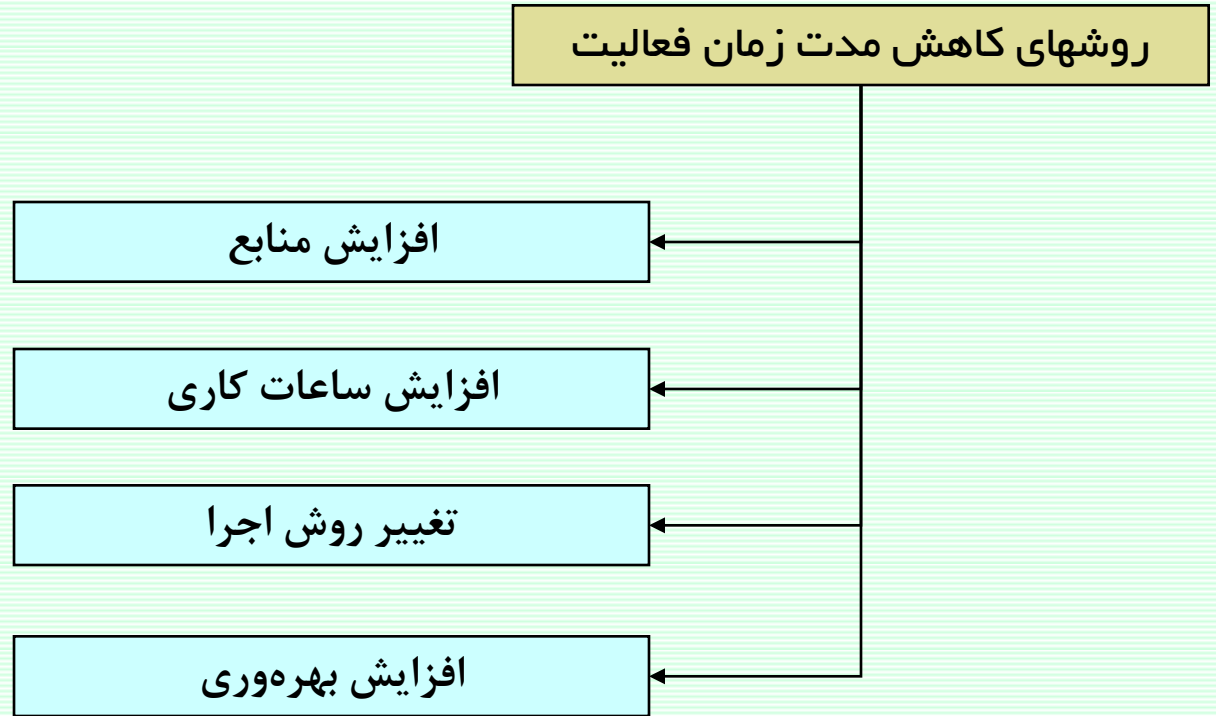 روشهای کاهش مدت زمان فعالیت
افزایش منابع
افزایش ساعات کاری
تغییر روش اجرا
افزایش بهره‌وری